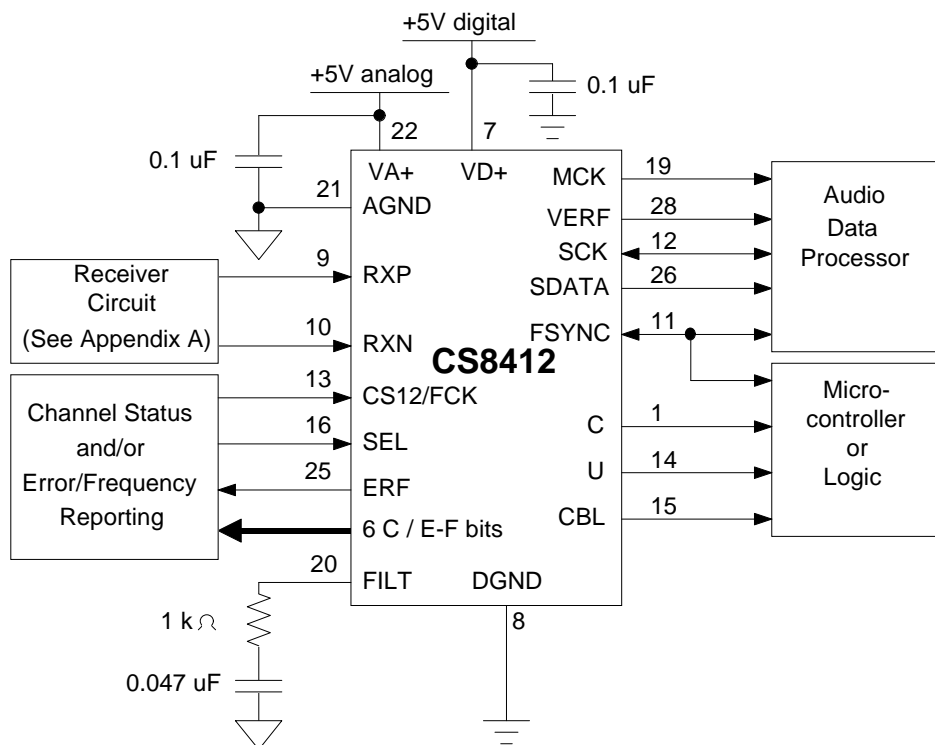 +5V digital
+5V analog
0.1 uF
22
7
0.1 uF
VA+
VD+
21
AGND
MCK
19
VERF
28
SCK
12
SDATA
26
FSYNC
11
Audio
Data
Processor
Receiver
Circuit
(See Appendix A)
9
RXP
10
RXN
CS8412
13
CS12/FCK
16
SEL
25
ERF
6 C / E-F bits
Channel Status
and/or
Error/Frequency
Reporting
C
1
U
14
CBL
15
Micro-
controller
or
Logic
20
FILT
DGND
8
1 k Ω
0.047 uF